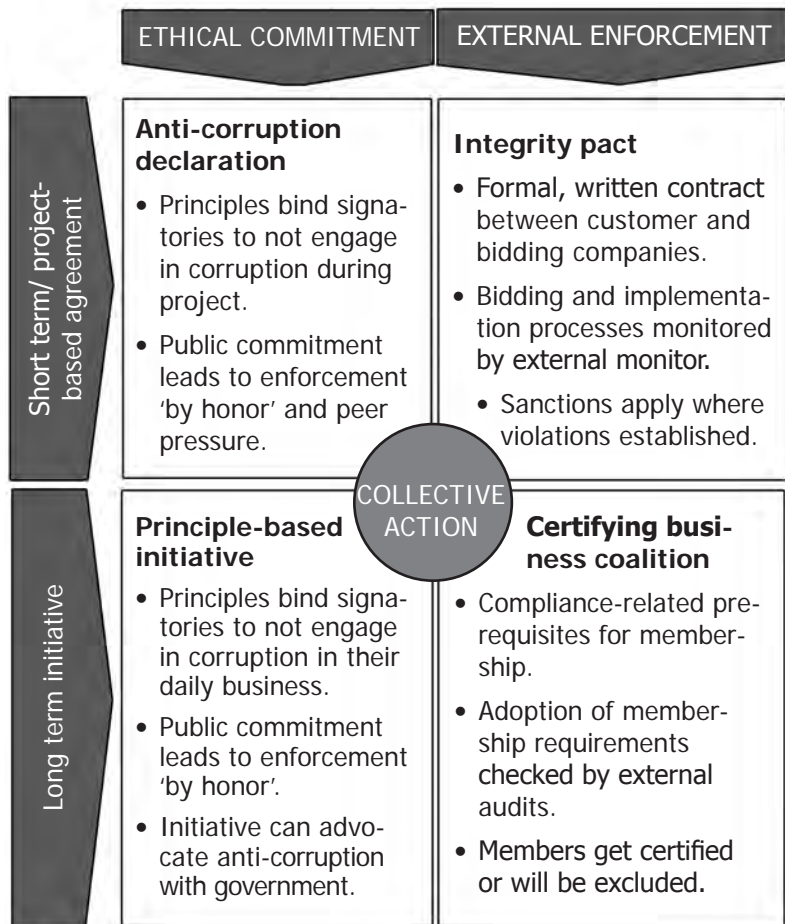 ETHICAL COMMITMENT
EXTERNAL ENFORCEMENT
Short term/ project-
based agreement
Anti-corruption
declaration
• Principles bind signa-
tories to not engage
in corruption during
project.
• Public commitment
leads to enforcement
‘by honor’ and peer
pressure.
Integrity pact
• Formal, written contract
between customer and
bidding companies.
• Bidding and implementa-
tion processes monitored
by external monitor.
• Sanctions apply where
violations established.
COLLECTIVE
ACTION
Long term initiative
Principle-based
initiative
• Principles bind signa-
tories to not engage
in corruption in their
daily business.
• Public commitment
leads to enforcement
‘by honor’.
• Initiative can advo-
cate anti-corruption
with government.
Certifying busi-
ness coalition
• Compliance-related pre-
requisites for member-
ship.
• Adoption of member-
ship requirements
checked by external
audits.
• Members get certified
or will be excluded.